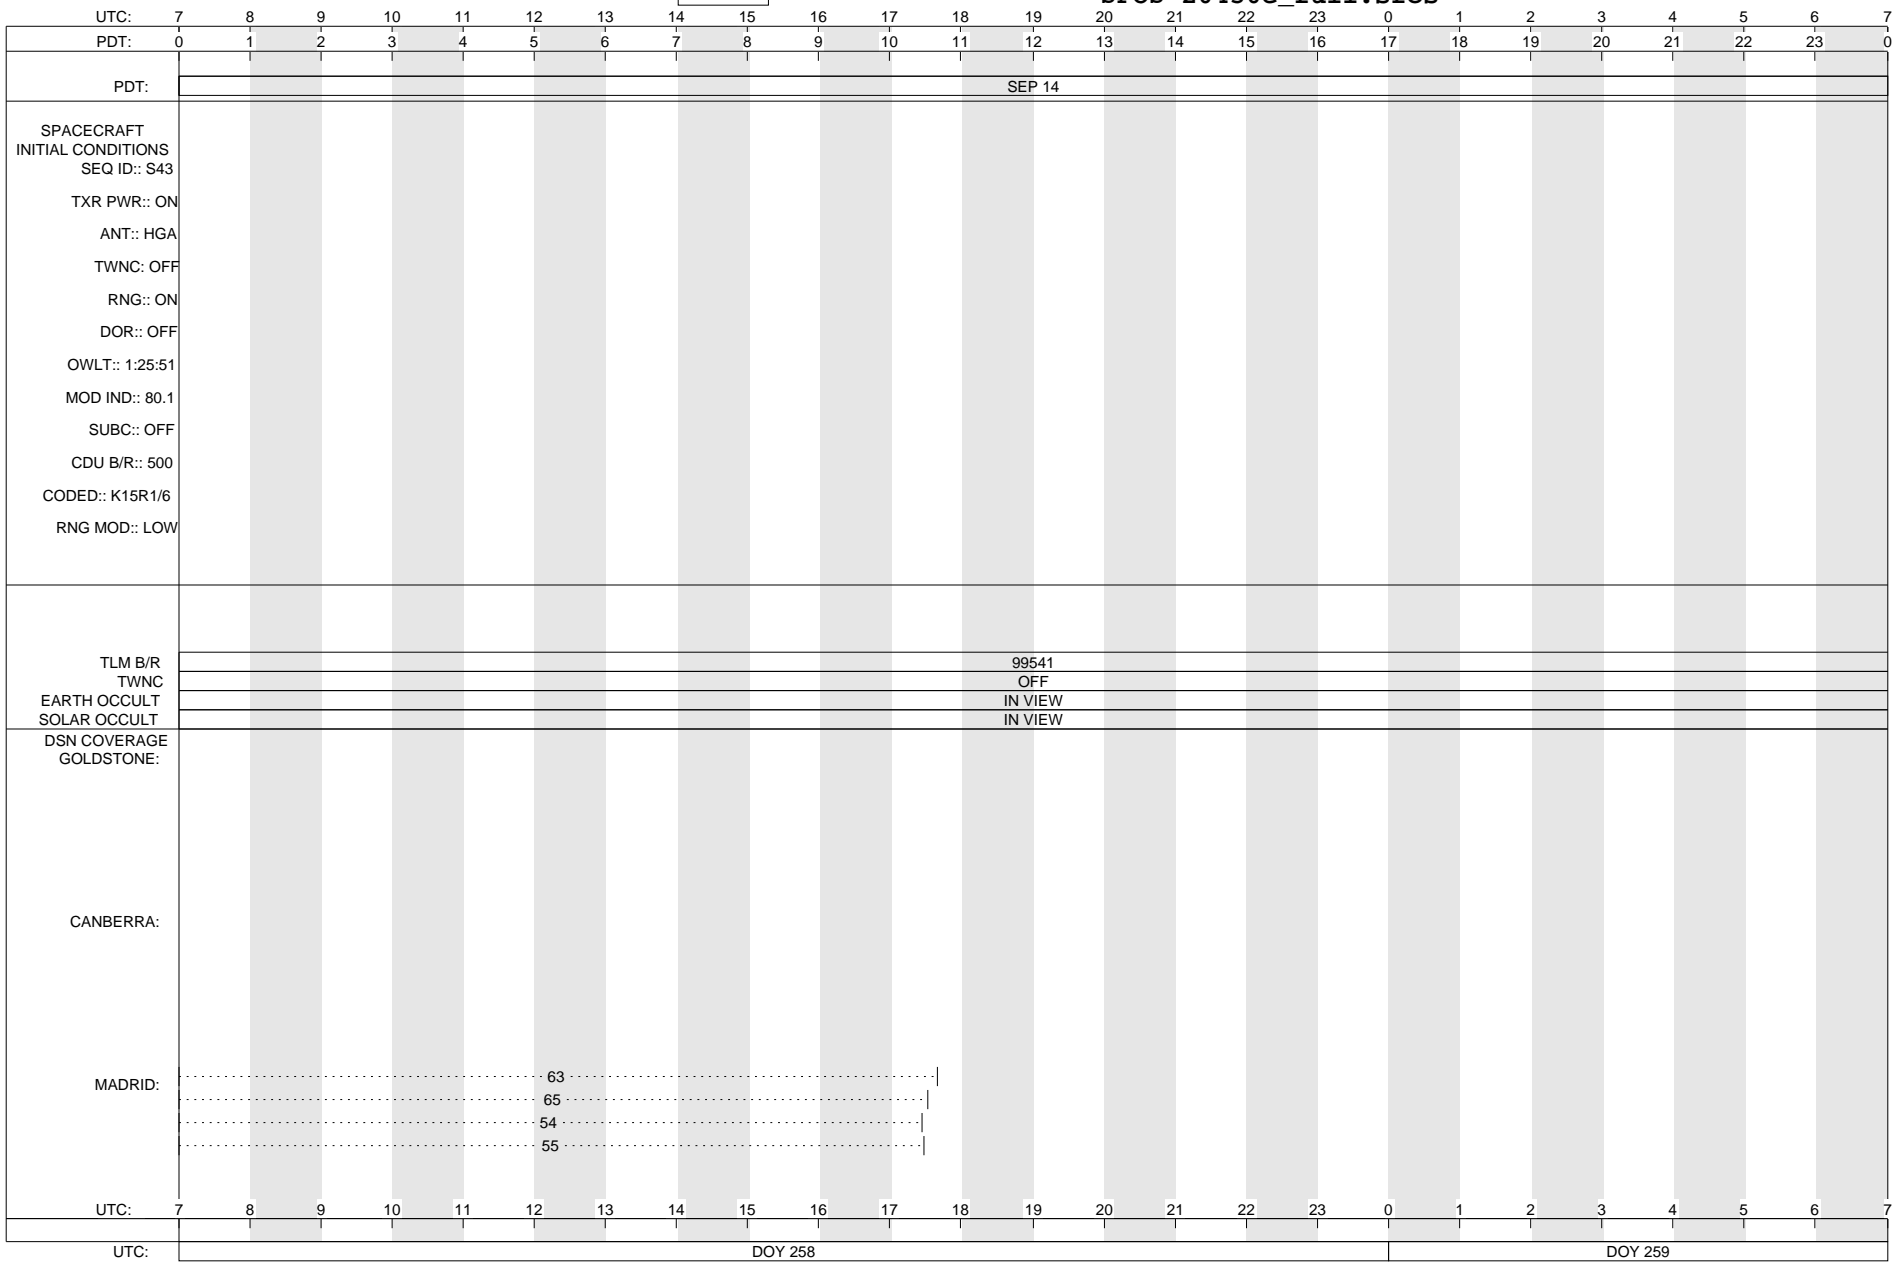 UTC: 7 8 9 10 11 12 13 14 15 16 17 18 19 20 21 22 23 0 1 2 3 4 5 6 7
PDT: 0 1 2 3 4 5 6 7 8 9 10 11 12 13 14 15 16 17 18 19 20 21 22 23 0
PDT: SEP 14
SPACECRAFT
INITIAL CONDITIONS
SEQ ID:: S43
TXR PWR:: ON
ANT:: HGA
TWNC: OFF
RNG:: ON
DOR:: OFF
OWLT:: 1:25:51
MOD IND:: 80.1
SUBC:: OFF
CDU B/R:: 500
CODED:: K15R1/6
RNG MOD:: LOW
TLM B/R 99541
TWNC OFF
EARTH OCCULT IN VIEW
SOLAR OCCULT IN VIEW
DSN COVERAGE
GOLDSTONE:
CANBERRA:
MADRID: 63
65
54
55
UTC: 7 8 9 10 11 12 13 14 15 16 17 18 19 20 21 22 23 0 1 2 3 4 5 6 7
UTC: DOY 258 DOY 259